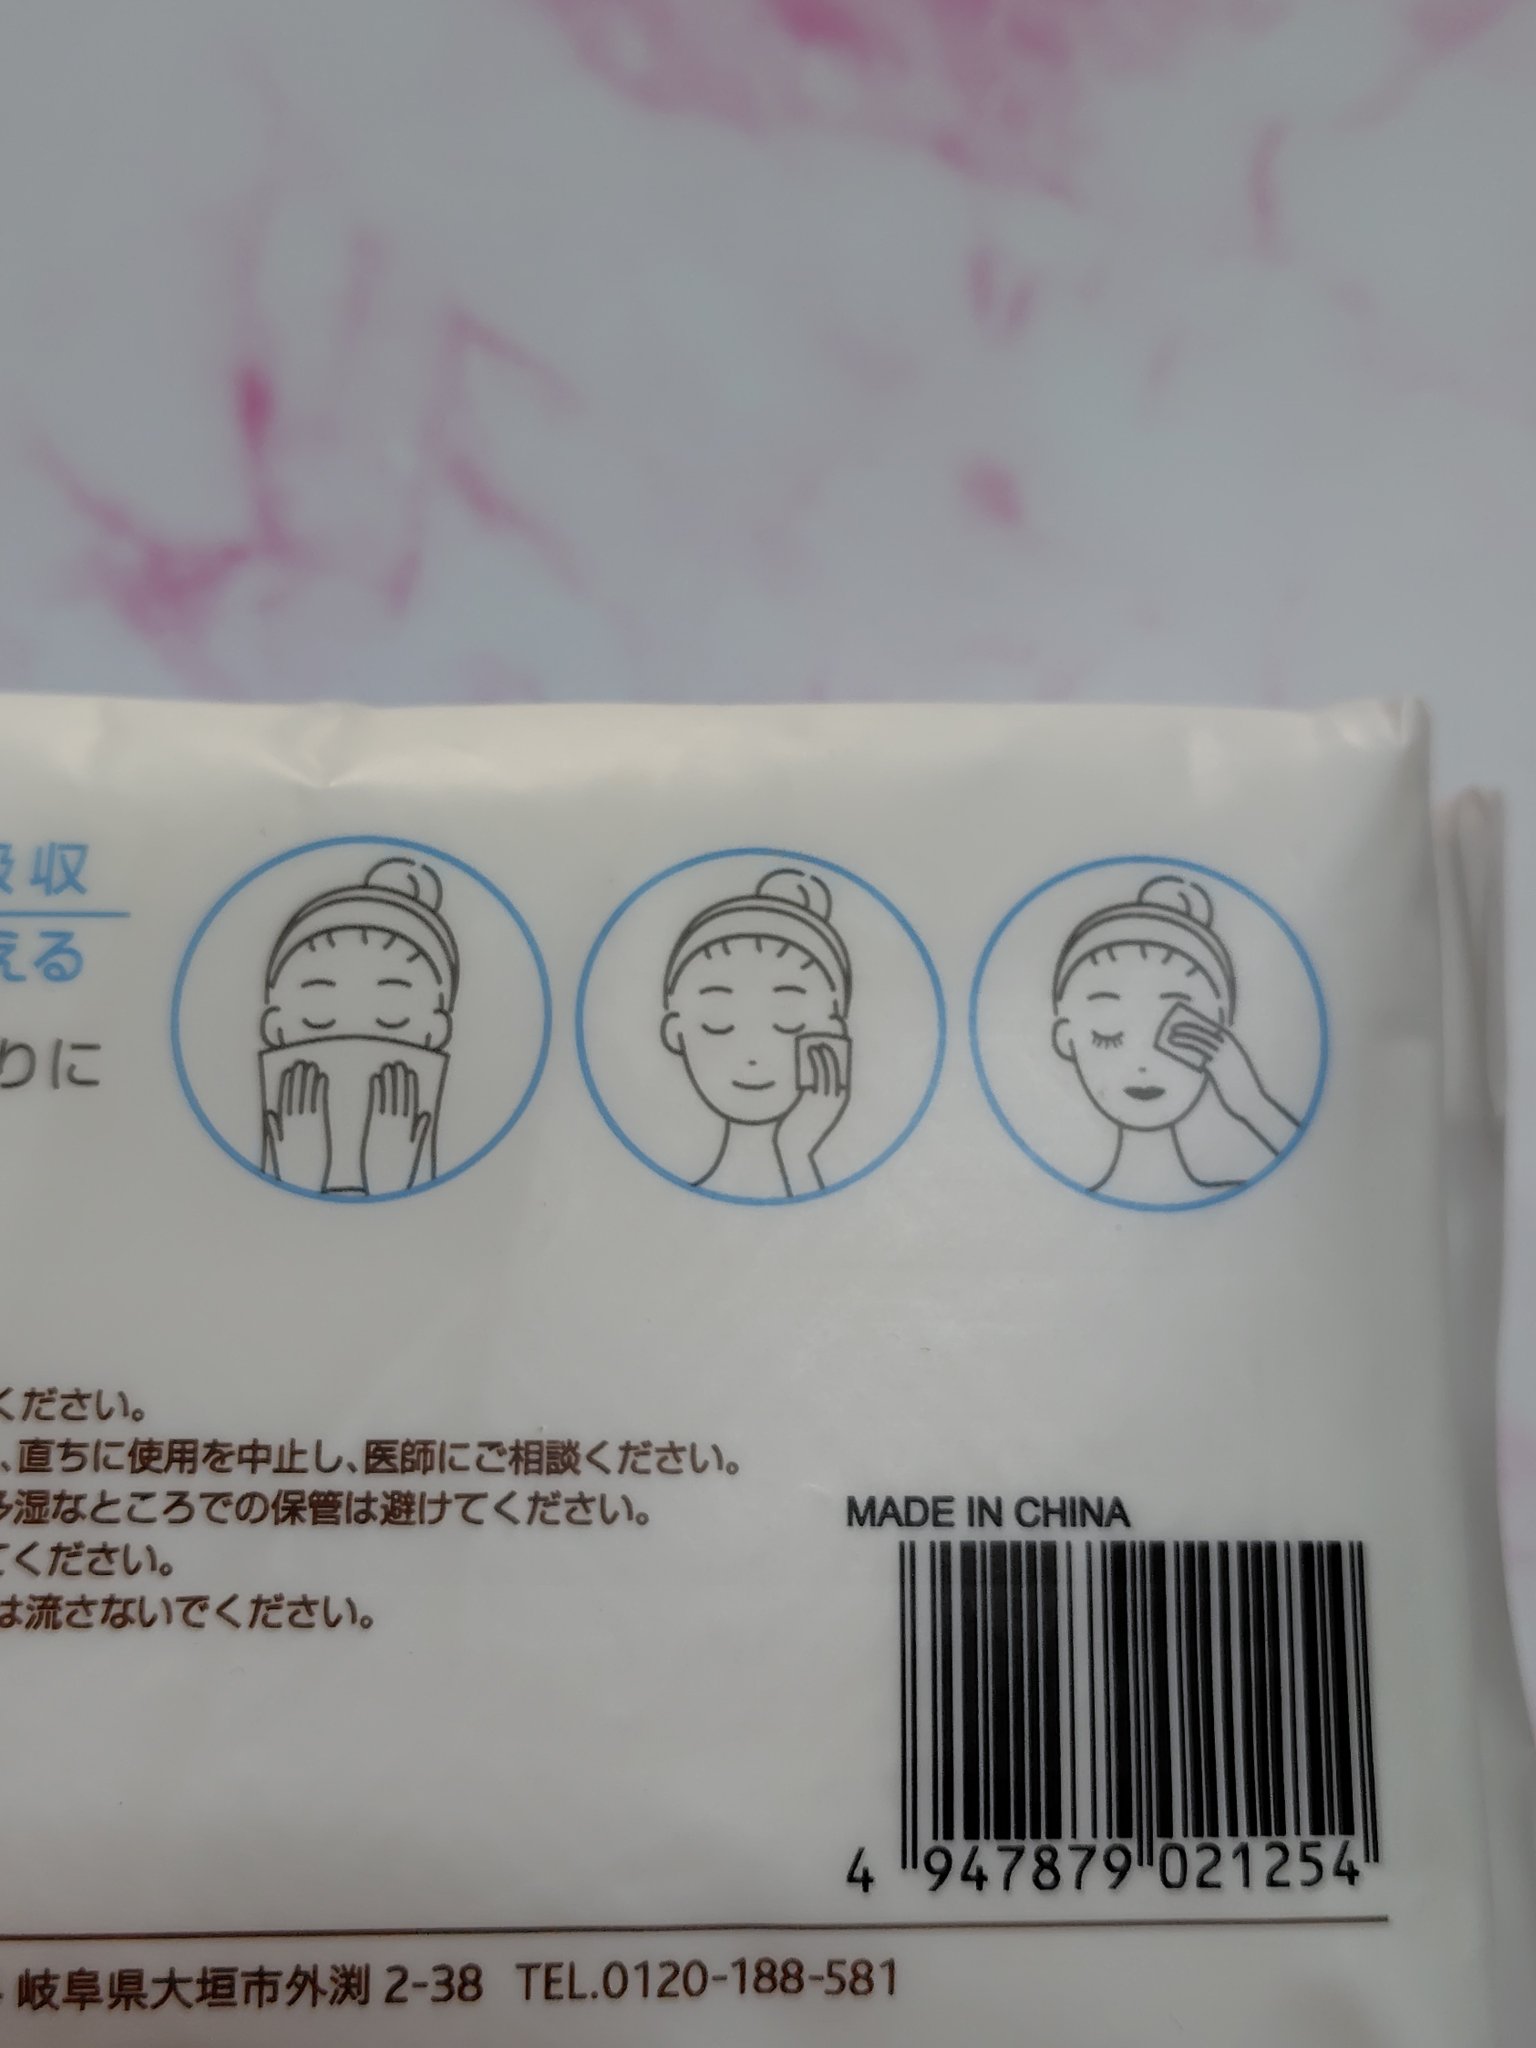 吸収
える
りに
ください。
、直ちに使用を中止し、医師にご相談ください。
多湿なところでの保管は避けてください。
てください。
は流さないでください。
MADE IN CHINA
4 947879 021254
岐阜県大垣市外渕 2-38 TEL.0120-188-581